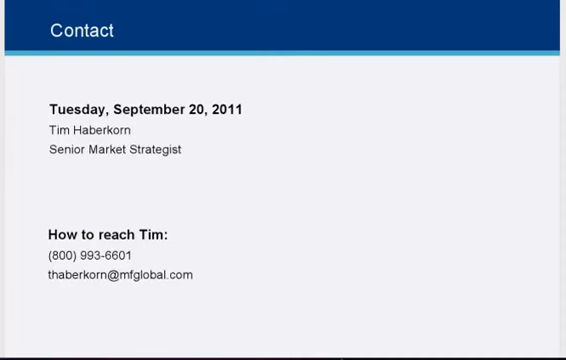 Contact
Tuesday, September 20, 2011
Tim Haberkorn
Senior Market Strategist
How to reach Tim:
(800) 993-6601
thaberkorn@mfglobal.com